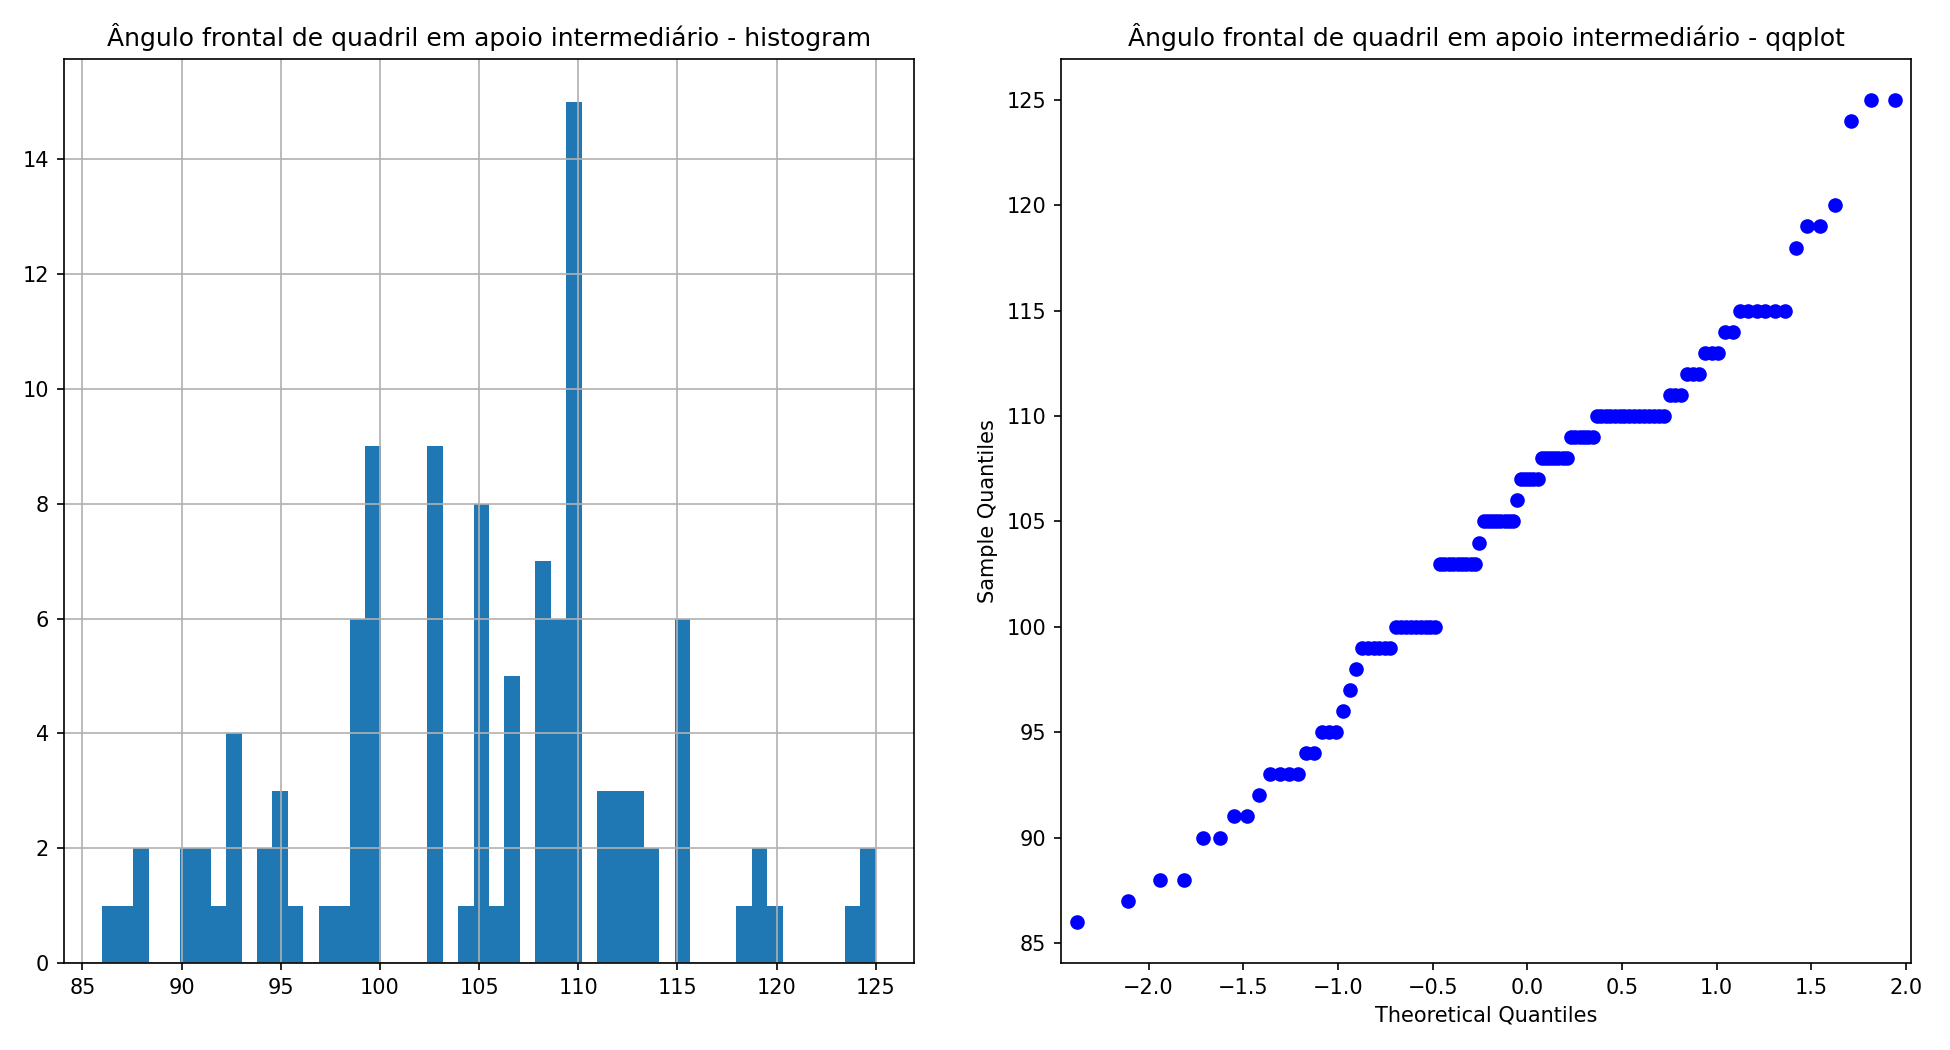 Ângulo frontal de quadril em apoio intermediário - histogram
14
12
10
8
6
4
2
0
85 90 95 100 105 110 115 120 125
Ângulo frontal de quadril em apoio intermediário - qqplot
Sample Quantiles
125
120
115
110
105
100
95
90
85
−2.0 −1.5 −1.0 −0.5 0.0 0.5 1.0 1.5 2.0
Theoretical Quantiles